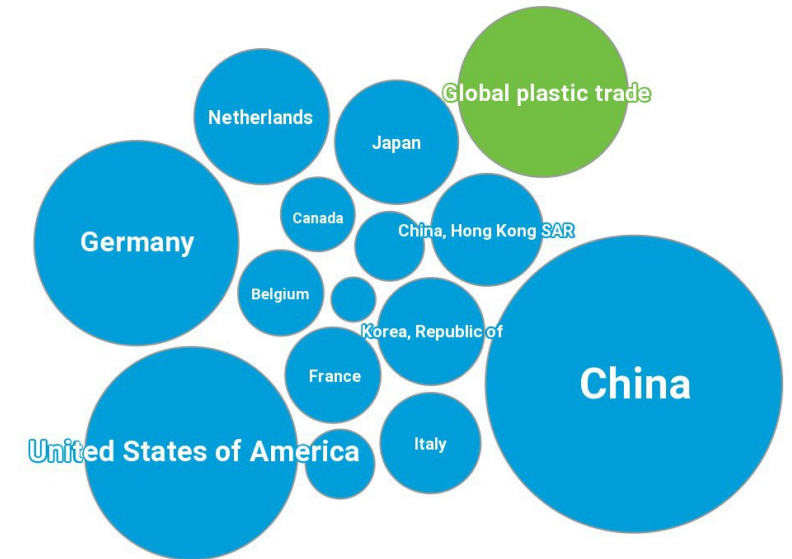 Global plastic trade
Netherlands
Japan
Canada
China, Hong Kong SAR
Germany
Belgium
Korea, Republic of
France
China
United States of America
Italy